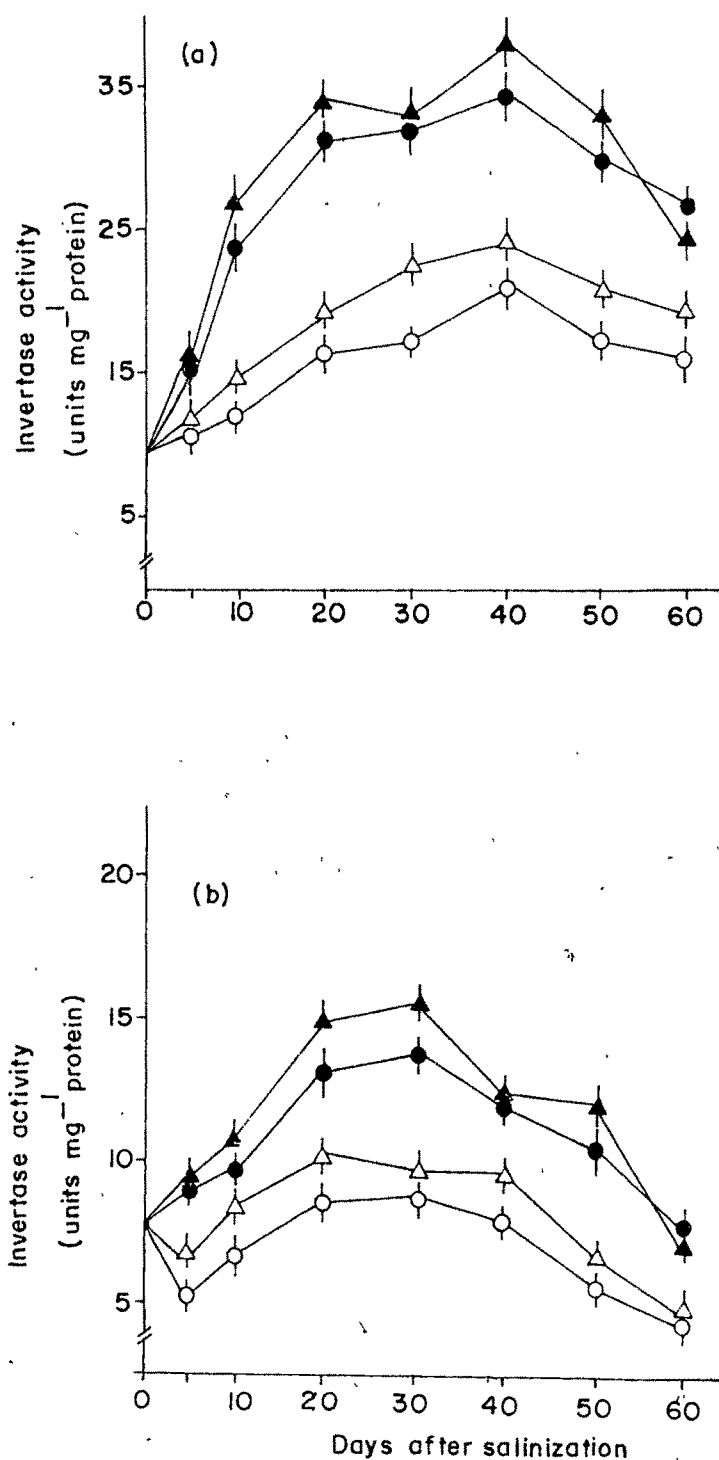 (a)
35
25
15
5
Invertase activity
(units mg⁻¹ protein)
0 10 20 30 40 50 60
(b)
20
15
10
5
Invertase activity
(units mg⁻¹ protein)
0 10 20 30 40 50 60
Days after salinization